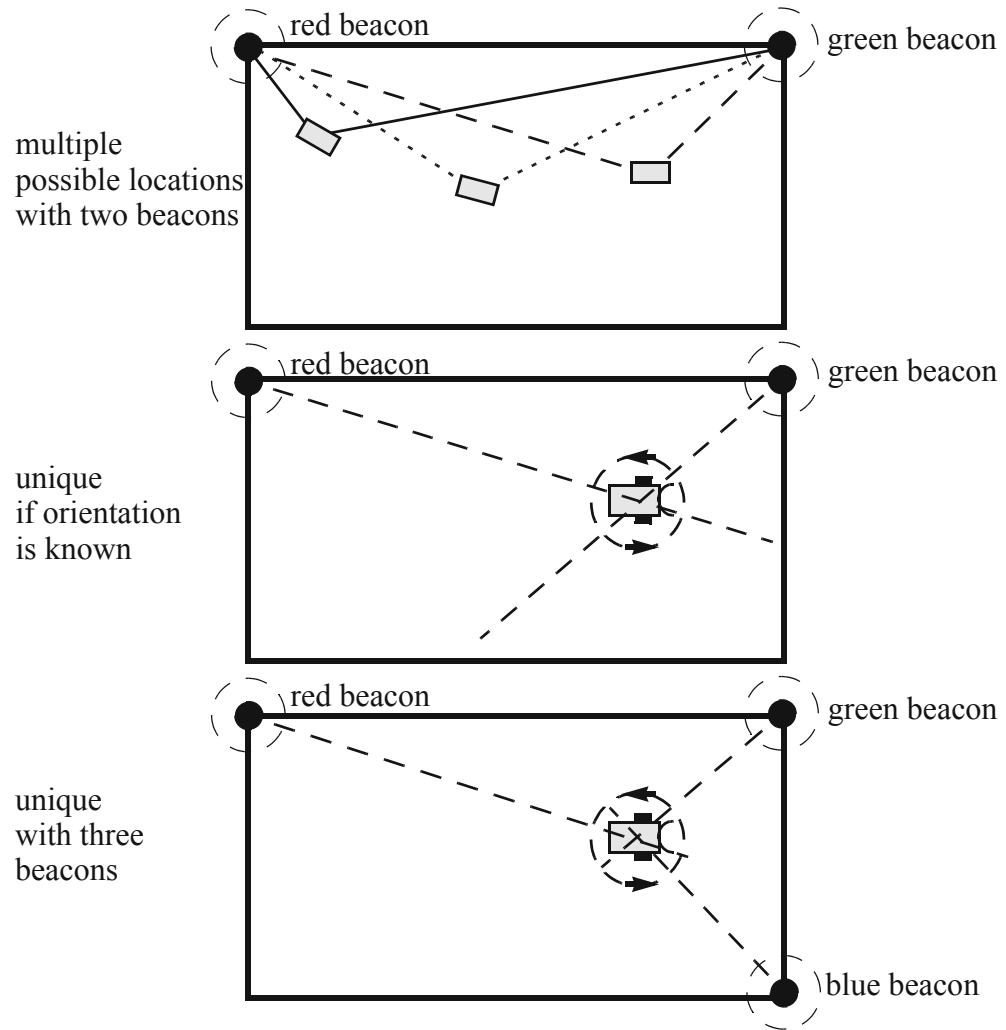 red beacon
green beacon
multiple
possible locations
with two beacons
red beacon
green beacon
unique
if orientation
is known
red beacon
green beacon
unique
with three
beacons
blue beacon